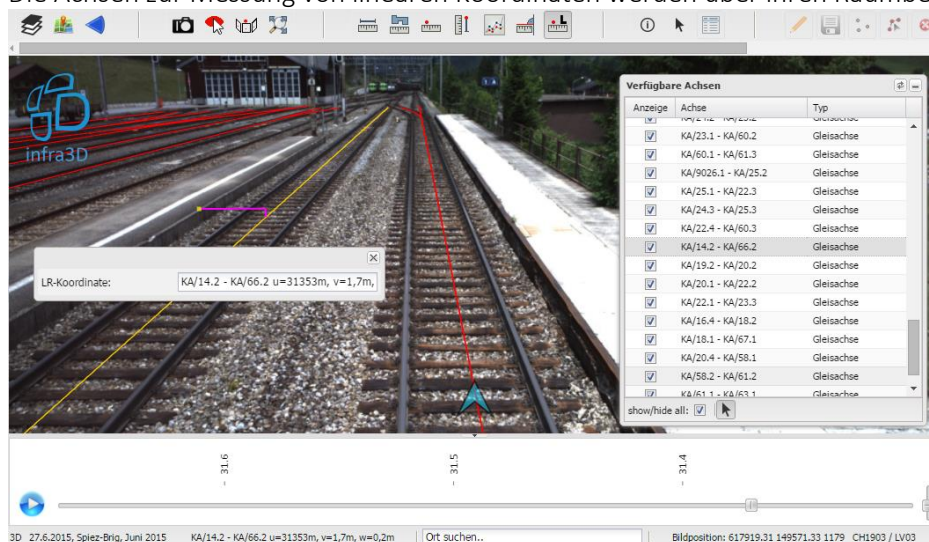 Die Achsen zur Messung von linearen Koordinaten werden über ihren Raumbe
infra3D
Verfügbare Achsen
Anzeige Achse Typ
KA/23.1 - KA/60.2 Gleisachse
KA/60.1 - KA/61.3 Gleisachse
KA/9026.1 - KA/25.2 Gleisachse
KA/25.1 - KA/22.3 Gleisachse
KA/24.3 - KA/25.3 Gleisachse
KA/22.4 - KA/60.3 Gleisachse
KA/14.2 - KA/66.2 Gleisachse
KA/19.2 - KA/20.2 Gleisachse
KA/20.1 - KA/22.2 Gleisachse
KA/22.1 - KA/23.3 Gleisachse
KA/16.4 - KA/18.2 Gleisachse
KA/18.1 - KA/67.1 Gleisachse
KA/20.4 - KA/58.1 Gleisachse
KA/58.2 - KA/61.2 Gleisachse
KA/61.1 - KA/63.1 Gleisachse
show/hide all:
LR-Koordinate: KA/14.2 - KA/66.2 u=31353m, v=1,7m,
31.6 31.5 31.4
3D 27.6.2015, Spiez-Brig, Juni 2015 KA/14.2 - KA/66.2 u=31353m, v=1,7m, w=0,2m Ort suchen.. Bildposition: 617919.31 149571.33 1179 CH1903 / LV03